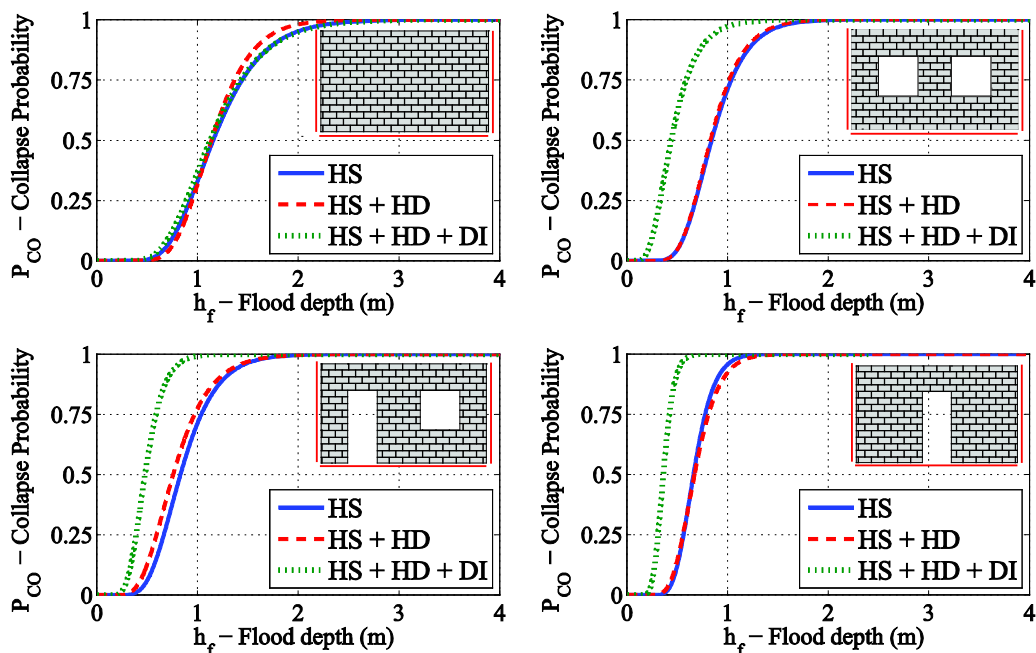 P_CO − Collapse Probability
1
0.75
0.5
0.25
0
HS
HS + HD
HS + HD + DI
0 1 2 3 4
h_f − Flood depth (m)
P_CO − Collapse Probability
1
0.75
0.5
0.25
0
HS
HS + HD
HS + HD + DI
0 1 2 3 4
h_f − Flood depth (m)
P_CO − Collapse Probability
1
0.75
0.5
0.25
0
HS
HS + HD
HS + HD + DI
0 1 2 3 4
h_f − Flood depth (m)
P_CO − Collapse Probability
1
0.75
0.5
0.25
0
HS
HS + HD
HS + HD + DI
0 1 2 3 4
h_f − Flood depth (m)